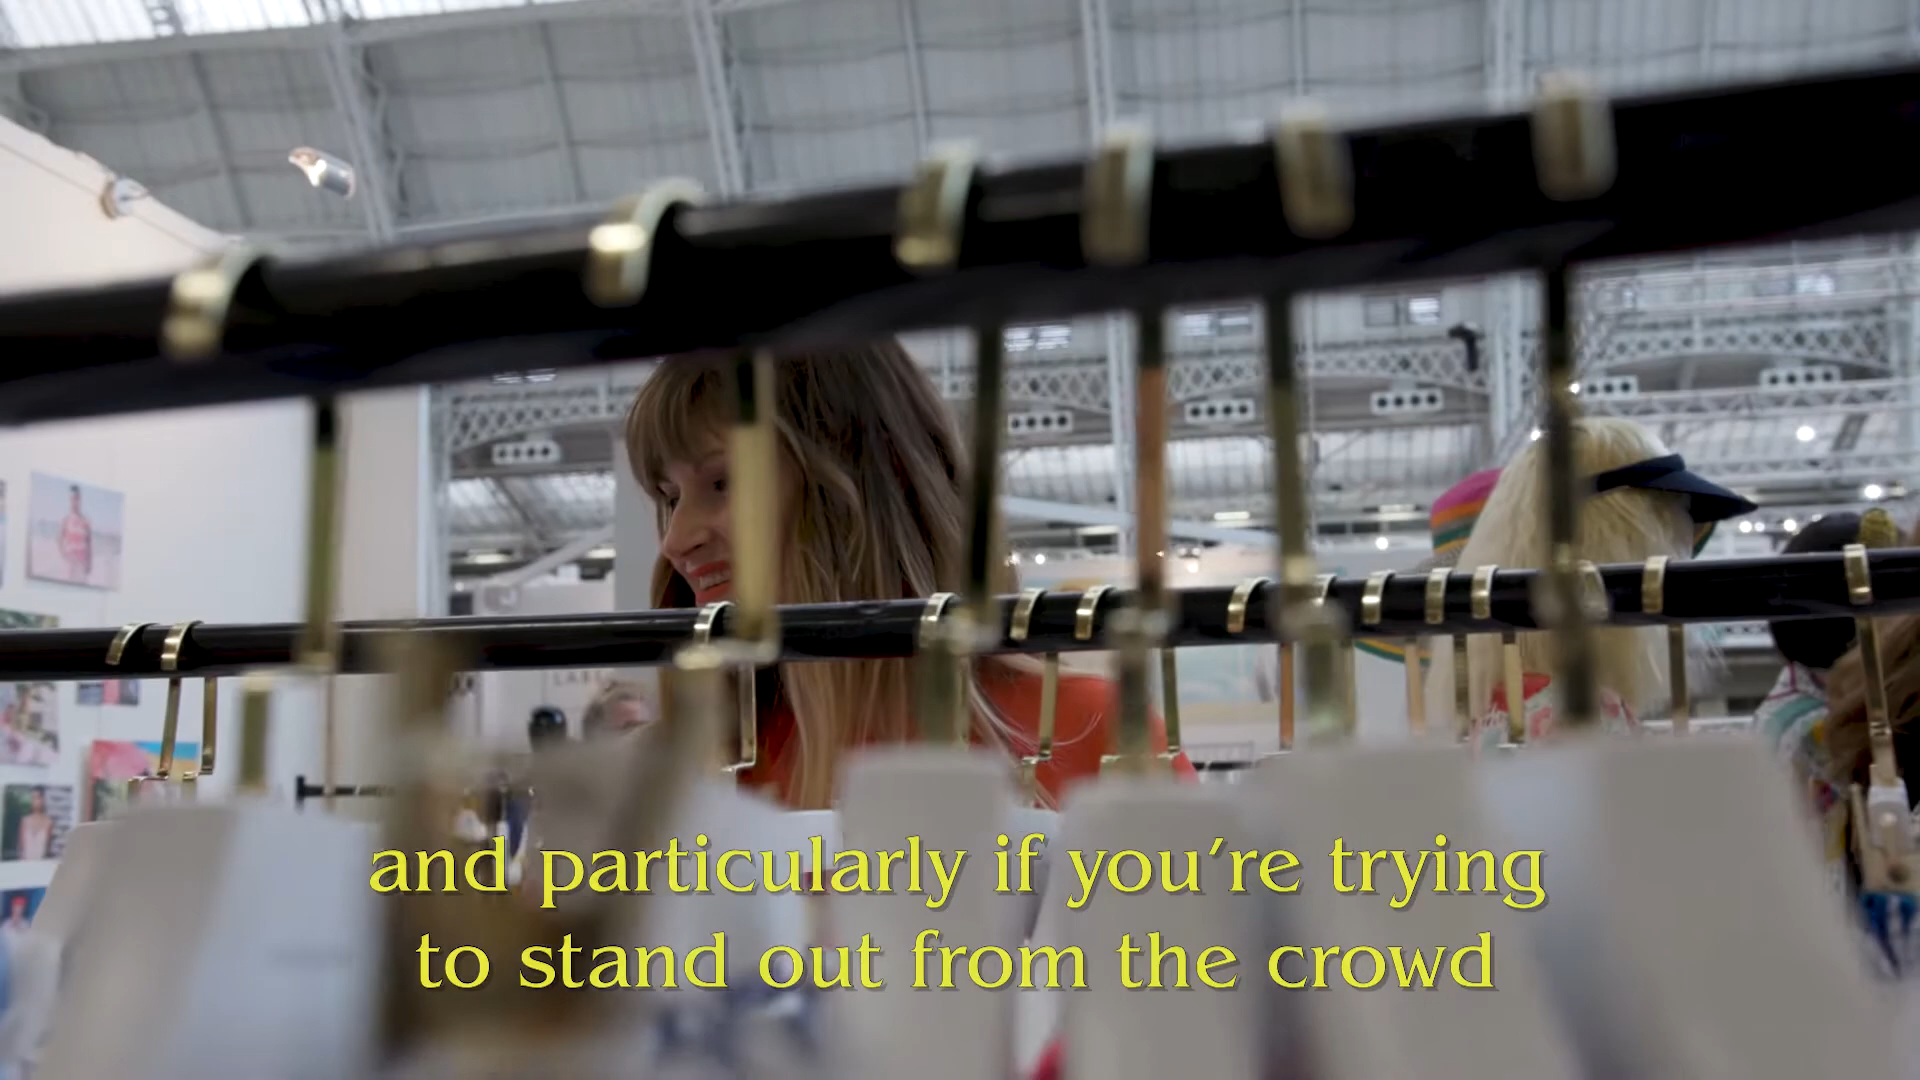 and particularly if you're trying
to stand out from the crowd